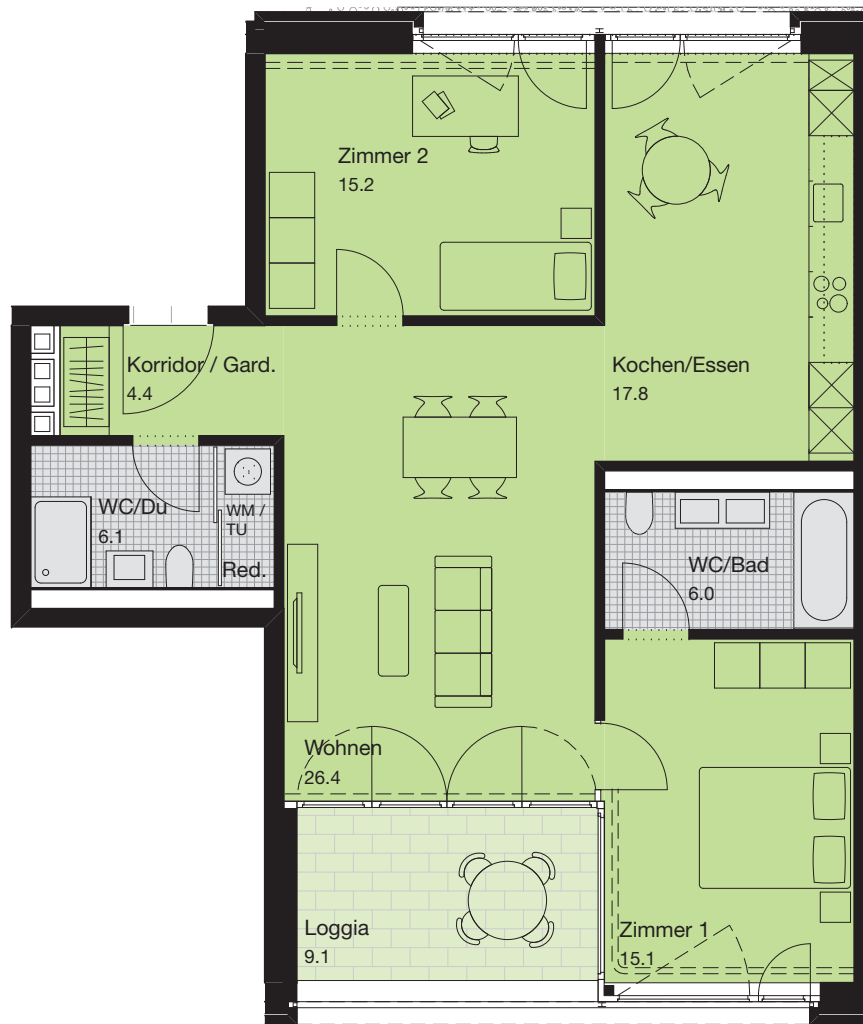 Zimmer 2
15.2
Korridor / Gard.
4.4
Kochen/Essen
17.8
WC/Du
6.1
WM /
TU
Red.
WC/Bad
6.0
Wohnen
26.4
Loggia
9.1
Zimmer 1
15.1